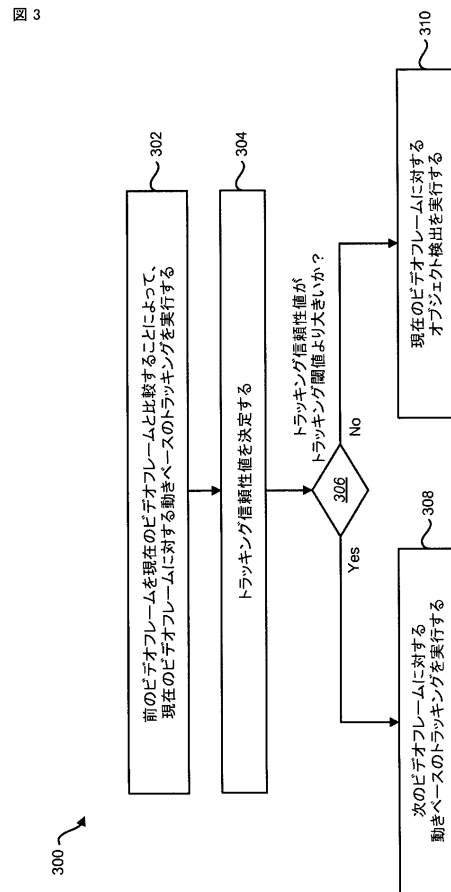 図 3
300
302
前のビデオフレームを現在のビデオフレームと比較することによって、
現在のビデオフレームに対する動きベースのトラッキングを実行する
304
トラッキング信頼性値を決定する
トラッキング信頼性値が
トラッキング閾値より大きいか？
306
Yes
No
308
次のビデオフレームに対する
動きベースのトラッキングを実行する
310
現在のビデオフレームに対する
オブジェクト検出を実行する